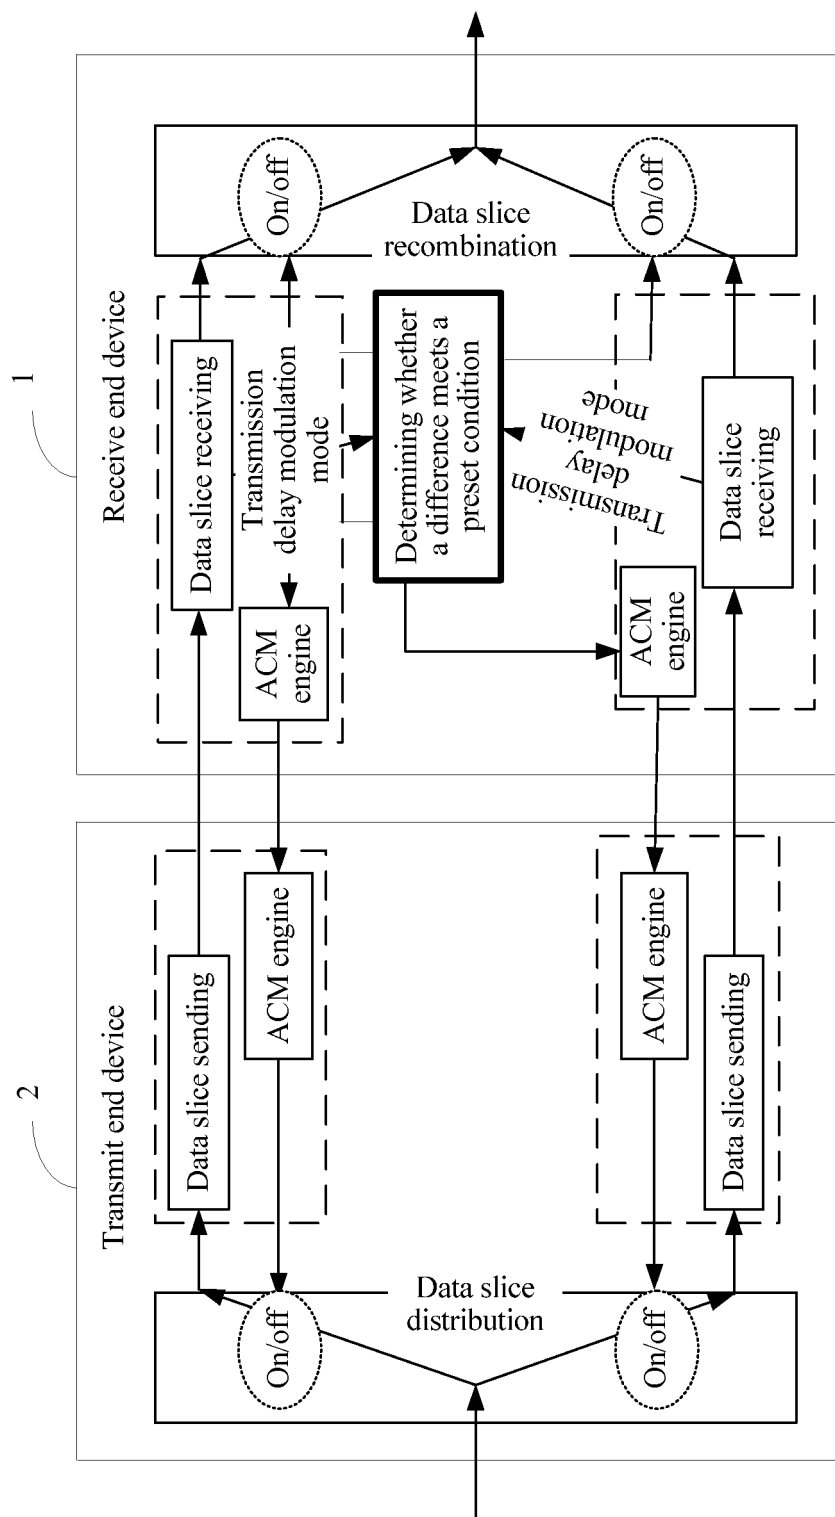 2
Transmit end device
On/off
Data slice
distribution
On/off
Data slice sending
ACM engine
ACM engine
Data slice sending
1
Receive end device
Data slice receiving
ACM
engine
Transmission
delay modulation
mode
Determining whether
a difference meets a
preset condition
ACM
engine
Transmission
delay
modulation
mode
Data slice
receiving
On/off
Data slice
recombination
On/off